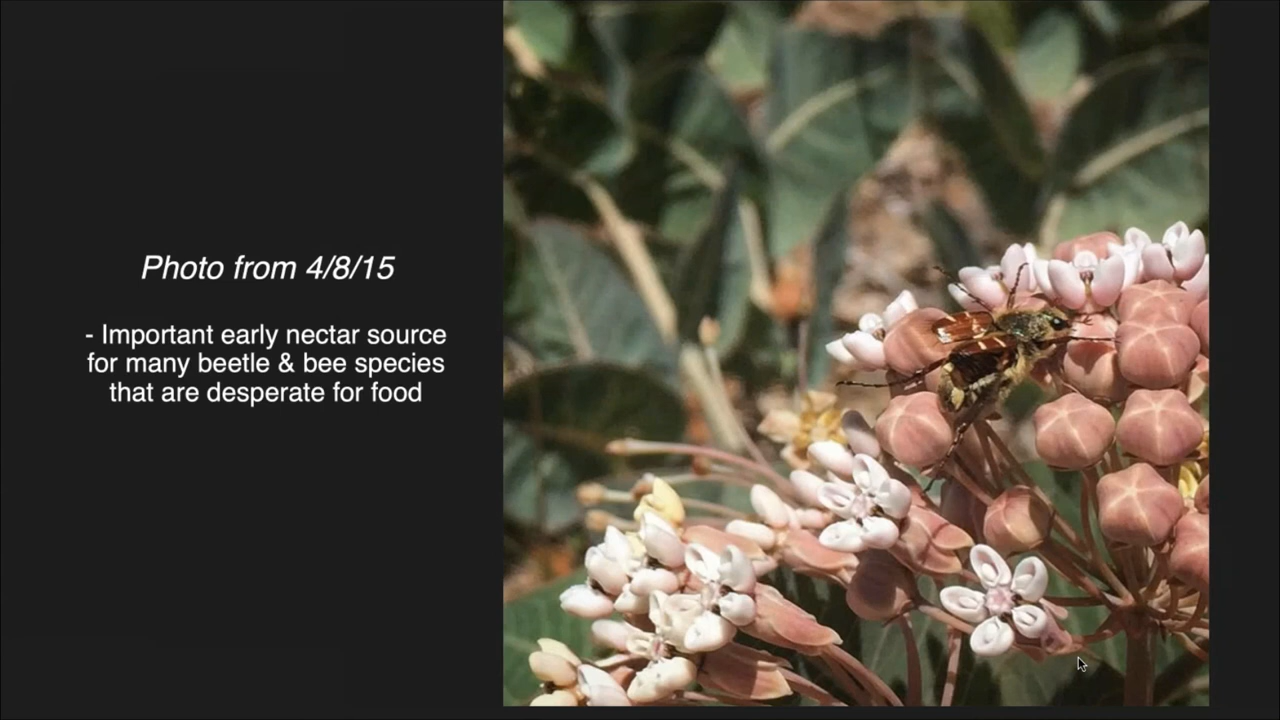 Photo from 4/8/15
- Important early nectar source
for many beetle & bee species
that are desperate for food